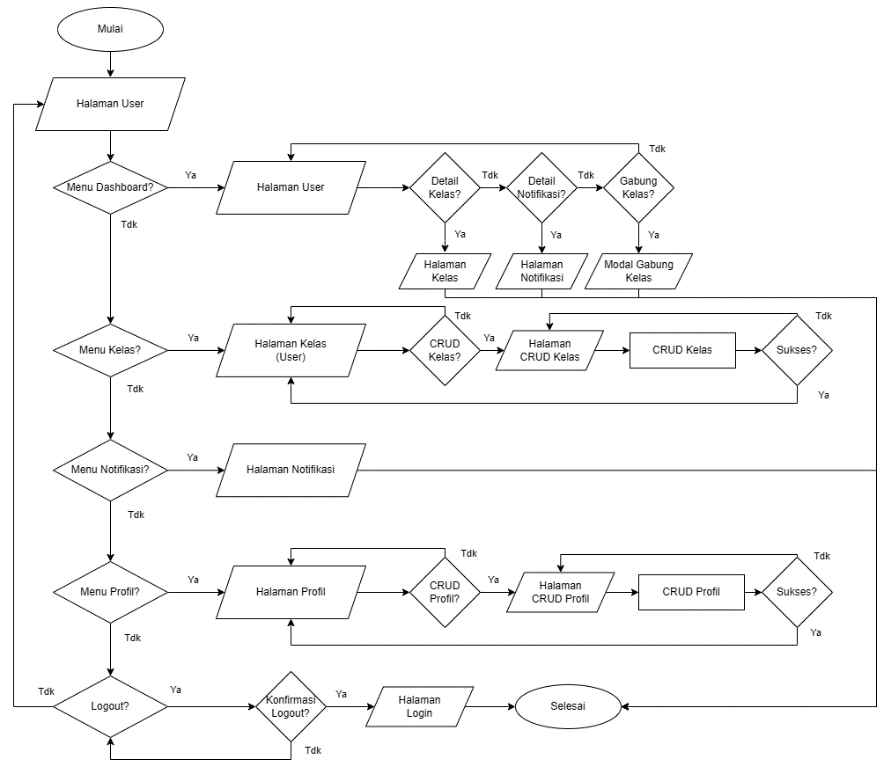 Mulai
Halaman User
Menu Dashboard?
Ya
Tdk
Halaman User
Detail
Kelas?
Tdk
Ya
Detail
Notifikasi?
Tdk
Ya
Gabung
Kelas?
Tdk
Ya
Halaman
Kelas
Halaman
Notifikasi
Modal Gabung
Kelas
Menu Kelas?
Ya
Tdk
Halaman Kelas
(User)
CRUD
Kelas?
Tdk
Ya
Halaman
CRUD Kelas
CRUD Kelas
Sukses?
Tdk
Ya
Menu Notifikasi?
Ya
Tdk
Halaman Notifikasi
Menu Profil?
Ya
Tdk
Halaman Profil
CRUD
Profil?
Tdk
Ya
Halaman
CRUD Profil
CRUD Profil
Sukses?
Tdk
Ya
Logout?
Tdk
Ya
Konfirmasi
Logout?
Ya
Tdk
Halaman
Login
Selesai